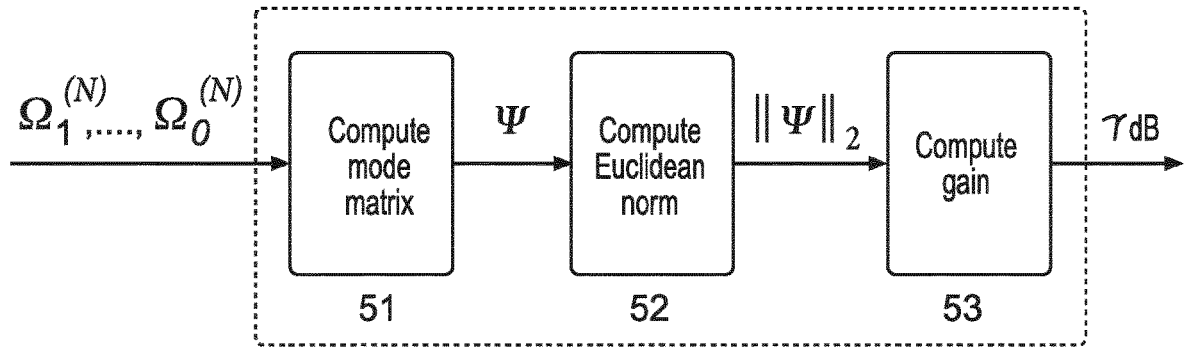 Ω₁⁽ᴺ⁾,...., Ω₀⁽ᴺ⁾
Compute
mode
matrix
51
Ψ
Compute
Euclidean
norm
52
‖Ψ‖₂
Compute
gain
53
γdB